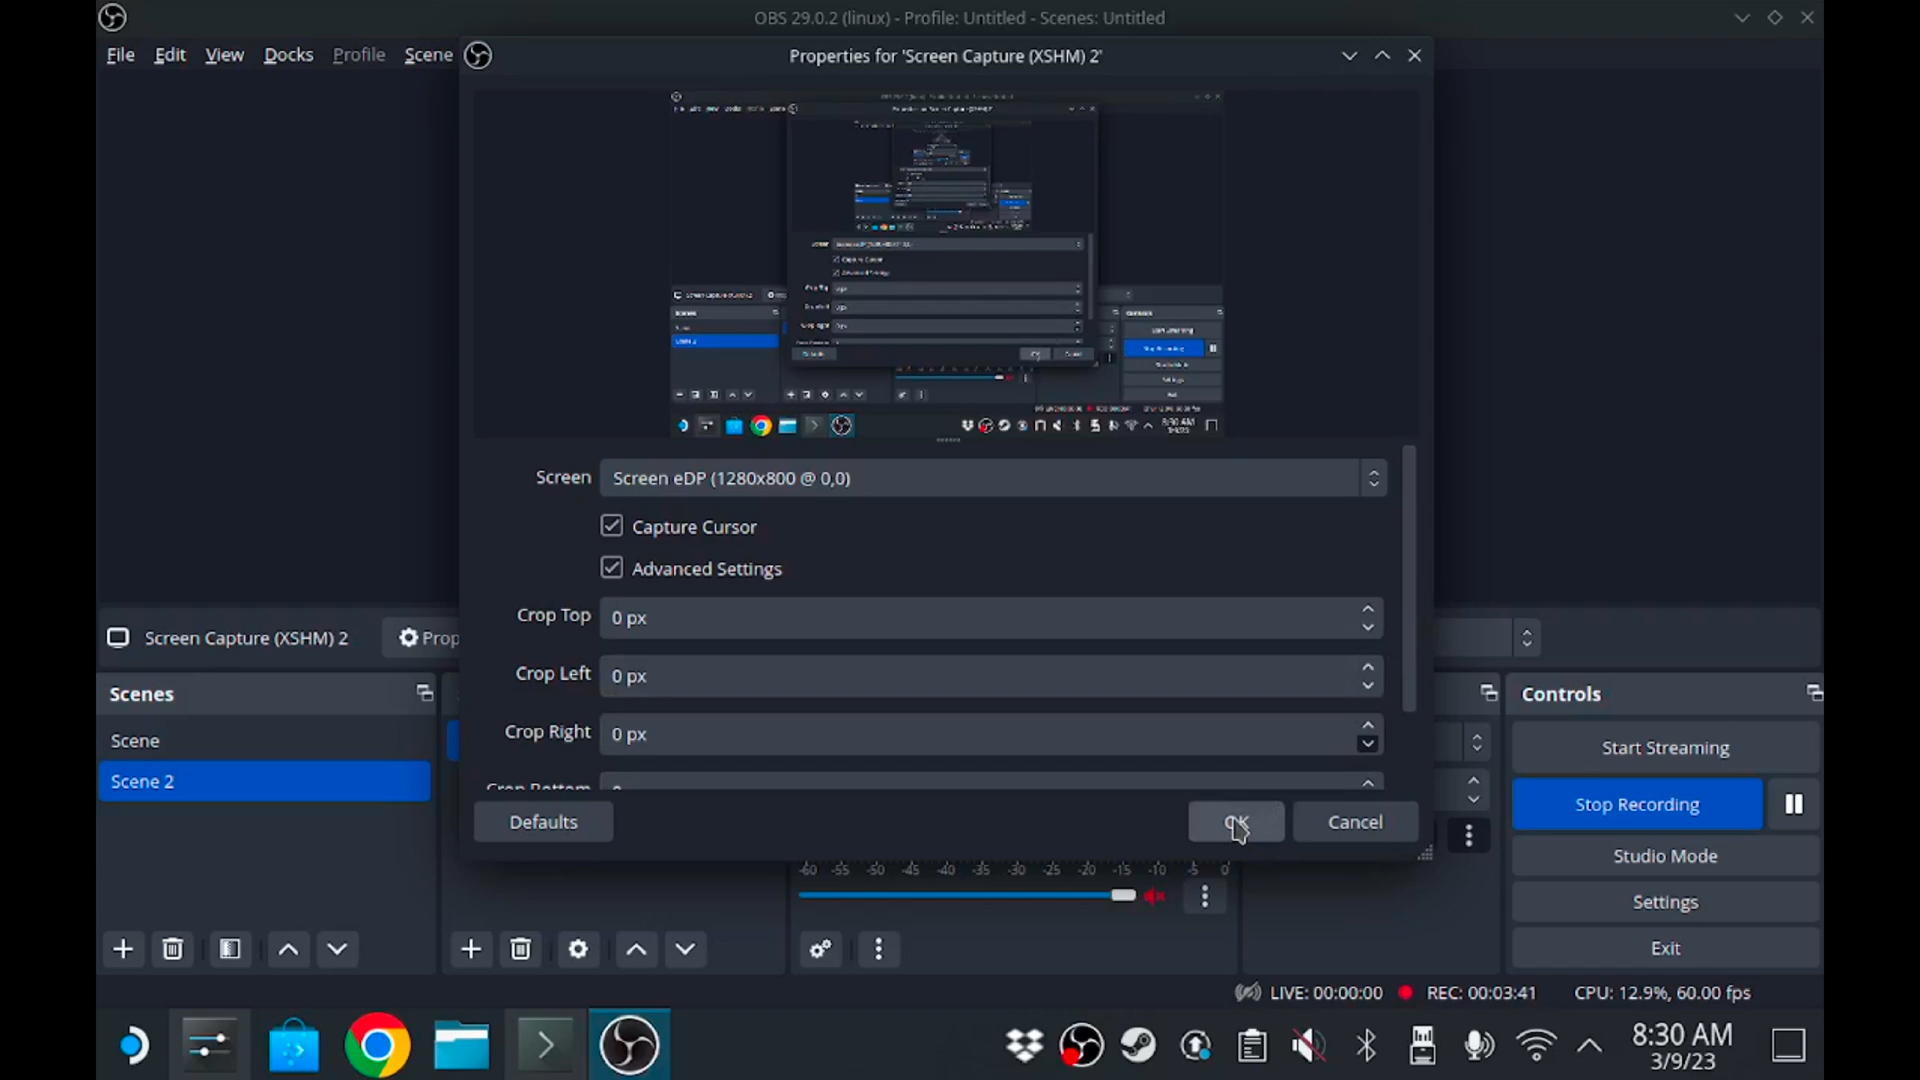 OBS 29.0.2 (linux) - Profile: Untitled - Scenes: Untitled
File Edit View Docks Profile Scene
Properties for 'Screen Capture (XSHM) 2'
8:30 AM
Screen Screen eDP (1280x800 @ 0,0)
Capture Cursor
Advanced Settings
Crop Top 0 px
Crop Left 0 px
Crop Right 0 px
Crop Bottom
Defaults OK Cancel
Screen Capture (XSHM) 2 Prop
Scenes
Scene
Scene 2
-60 -55 -50 -45 -40 -35 -30 -25 -20 -15 -10 -5 0
Controls
Start Streaming
Stop Recording
Studio Mode
Settings
Exit
LIVE: 00:00:00 REC: 00:03:41 CPU: 12.9%, 60.00 fps
8:30 AM
3/9/23